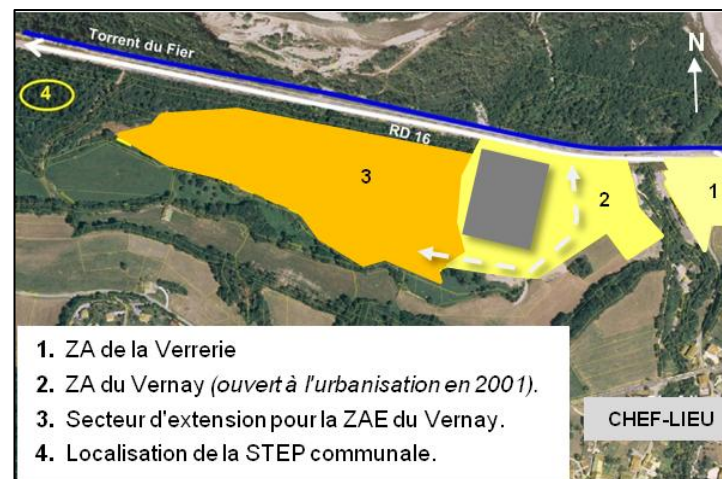 Torrent du Fier
N
4
RD 16
3
2
1
1. ZA de la Verrerie
2. ZA du Vernay (ouvert à l'urbanisation en 2001).
3. Secteur d'extension pour la ZAE du Vernay.
4. Localisation de la STEP communale.
CHEF-LIEU